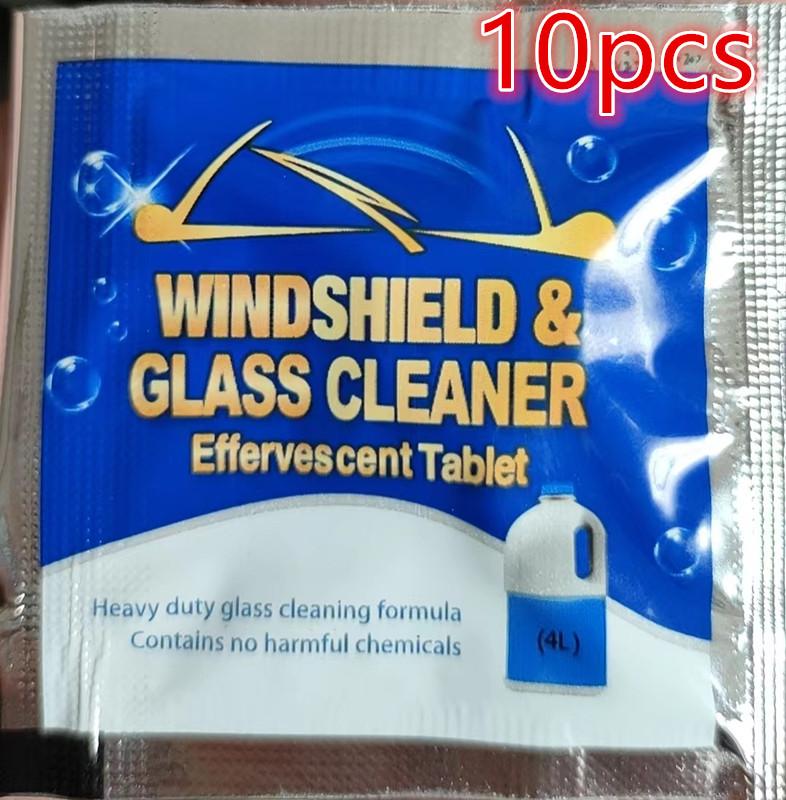 10pcs
WINDSHIELD &
GLASS CLEANER
Effervescent Tablet
Heavy duty glass cleaning formula
Contains no harmful chemicals
(4L)